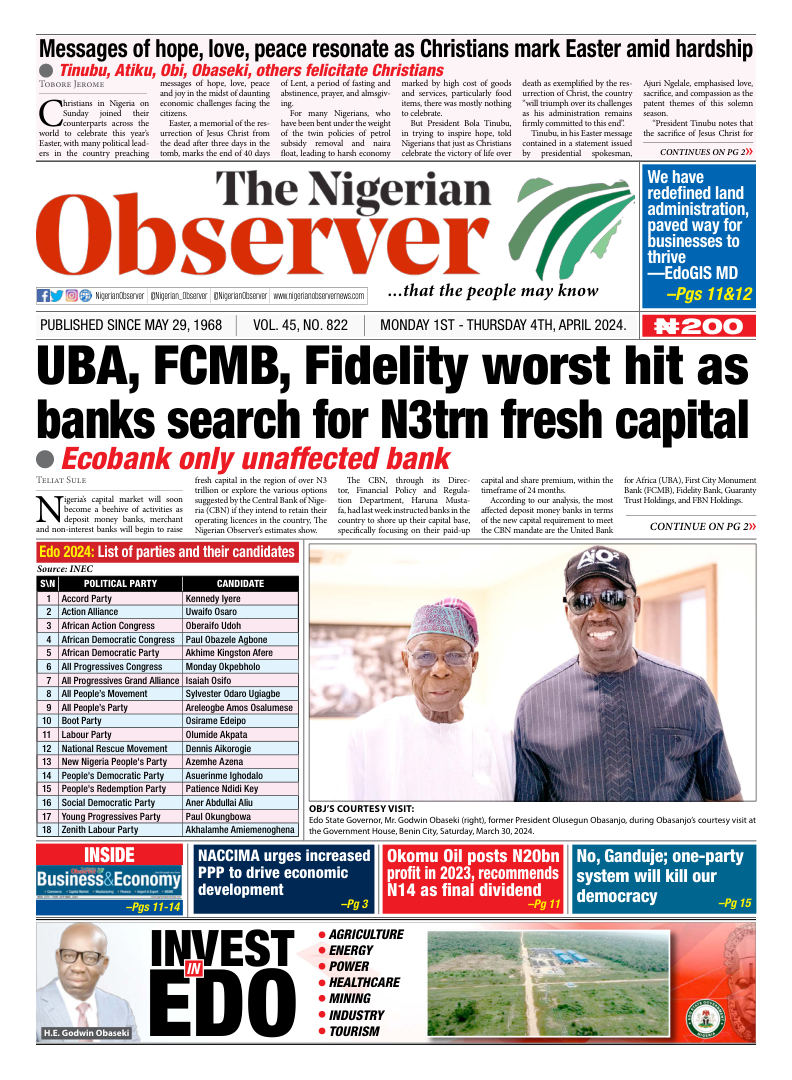 Messages of hope, love, peace resonate as Christians mark Easter amid hardship
Tinubu, Atiku, Obi, Obaseki, others felicitate Christians
TOBORE JEROME
Christians in Nigeria on
Sunday joined their
counterparts across the
world to celebrate this year's
Easter, with many political lead-
ers in the country preaching
messages of hope, love, peace
and joy in the midst of daunting
economic challenges facing the
citizens.
Easter, a memorial of the res-
urrection of Jesus Christ from
the dead after three days in the
tomb, marks the end of 40 days
of Lent, a period of fasting and
abstinence, prayer, and almsgiv-
ing.
For many Nigerians, who
have been bent under the weight
of the twin policies of petrol
subsidy removal and naira
float, leading to harsh economy
marked by high cost of goods
and services, particularly food
items, there was mostly nothing
to celebrate.
But President Bola Tinubu,
in trying to inspire hope, told
Nigerians that just as Christians
celebrate the victory of life over
death as exemplified by the res-
urrection of Christ, the country
"will triumph over its challenges
as his administration remains
firmly committed to this end".
Tinubu, in his Easter message
contained in a statement issued
by presidential spokesman,
Ajuri Ngelale, emphasised love,
sacrifice, and compassion as the
patent themes of this solemn
season.
"President Tinubu notes that
the sacrifice of Jesus Christ for
CONTINUES ON PG 2»
The Nigerian
Observer
...that the people may know
NigerianObserver @Nigerian_Observer @NigerianObserver www.nigerianobservernews.com
We have
redefined land
administration,
paved way for
businesses to
thrive
—EdoGIS MD
–Pgs 11&12
PUBLISHED SINCE MAY 29, 1968 VOL. 45, NO. 822 MONDAY 1ST - THURSDAY 4TH, APRIL 2024.
₦200
UBA, FCMB, Fidelity worst hit as
banks search for N3trn fresh capital
Ecobank only unaffected bank
TELIAT SULE
Nigeria's capital market will soon
become a beehive of activities as
deposit money banks, merchant
and non-interest banks will begin to raise
fresh capital in the region of over N3
trillion or explore the various options
suggested by the Central Bank of Nige-
ria (CBN) if they intend to retain their
operating licences in the country, The
Nigerian Observer's estimates show.
The CBN, through its Direc-
tor, Financial Policy and Regula-
tion Department, Haruna Musta-
fa, had last week instructed banks in the
country to shore up their capital base,
specifically focusing on their paid-up
capital and share premium, within the
timeframe of 24 months.
According to our analysis, the most
affected deposit money banks in terms
of the new capital requirement to meet
the CBN mandate are the United Bank
for Africa (UBA), First City Monument
Bank (FCMB), Fidelity Bank, Guaranty
Trust Holdings, and FBN Holdings.
CONTINUE ON PG 2»
Edo 2024: List of parties and their candidates
Source: INEC
S\N POLITICAL PARTY CANDIDATE
1 Accord Party Kennedy Iyere
2 Action Alliance Uwaifo Osaro
3 African Action Congress Oberaifo Udoh
4 African Democratic Congress Paul Obazele Agbone
5 African Democratic Party Akhime Kingston Afere
6 All Progressives Congress Monday Okpebholo
7 All Progressives Grand Alliance Isaiah Osifo
8 All People's Movement Sylvester Odaro Ugiagbe
9 All People's Party Areleogbe Amos Osalumese
10 Boot Party Osirame Edeipo
11 Labour Party Olumide Akpata
12 National Rescue Movement Dennis Aikorogie
13 New Nigeria People's Party Azemhe Azena
14 People's Democratic Party Asuerinme Ighodalo
15 People's Redemption Party Patience Ndidi Key
16 Social Democratic Party Aner Abdullai Aliu
17 Young Progressives Party Paul Okungbowa
18 Zenith Labour Party Akhalamhe Amiemenoghena
AIO²
OBJ'S COURTESY VISIT:
Edo State Governor, Mr. Godwin Obaseki (right), former President Olusegun Obasanjo, during Obasanjo's courtesy visit at
the Government House, Benin City, Saturday, March 30, 2024.
INSIDE
Business&Economy
–Pgs 11-14
NACCIMA urges increased
PPP to drive economic
development
–Pg 3
Okomu Oil posts N20bn
profit in 2023, recommends
N14 as final dividend
–Pg 11
No, Ganduje; one-party
system will kill our
democracy
–Pg 15
H.E. Godwin Obaseki
INVEST
IN
EDO
AGRICULTURE
ENERGY
POWER
HEALTHCARE
MINING
INDUSTRY
TOURISM